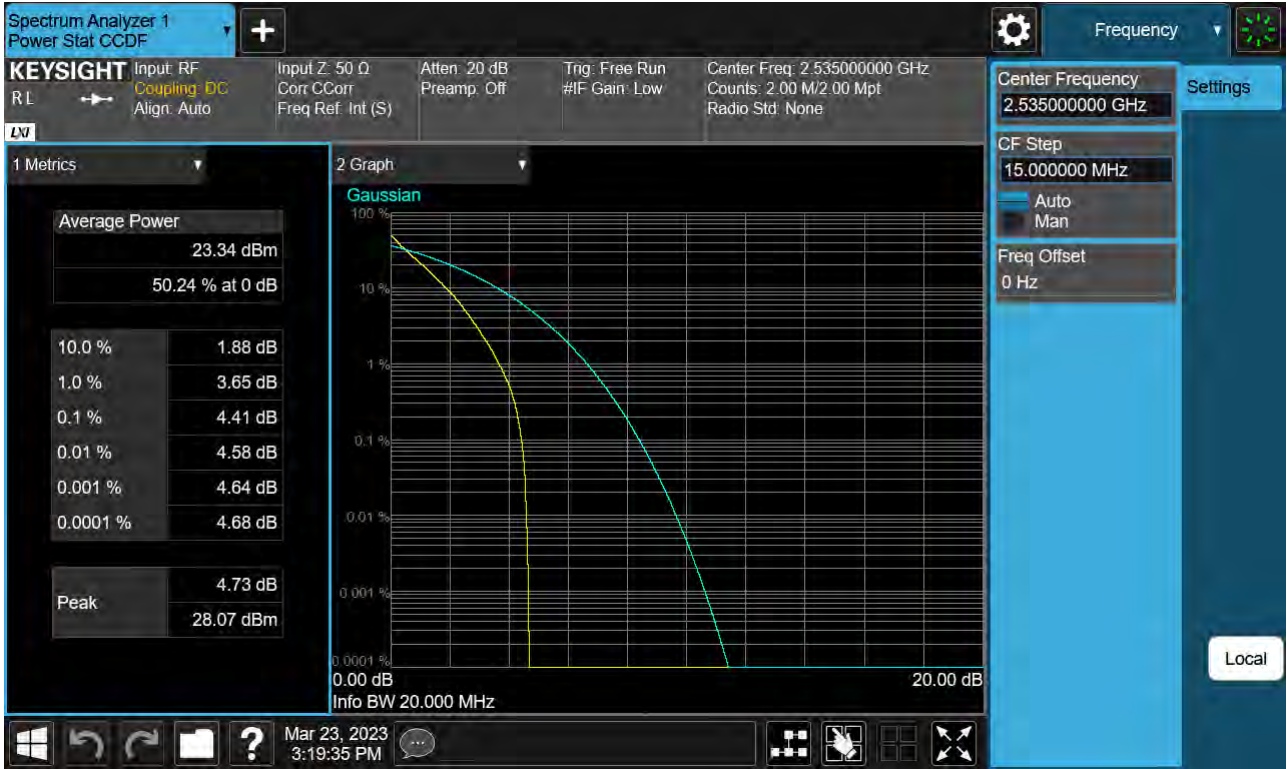 Spectrum Analyzer 1
Power Stat CCDF
Frequency
KEYSIGHT
R L
LXI
Input: RF
Coupling: DC
Align: Auto
Input Z: 50 Ω
Corr CCorr
Freq Ref: Int (S)
Atten: 20 dB
Preamp: Off
Trig: Free Run
#IF Gain: Low
Center Freq: 2.535000000 GHz
Counts: 2.00 M/2.00 Mpt
Radio Std: None
1 Metrics
Average Power
23.34 dBm
50.24 % at 0 dB
10.0 % 1.88 dB
1.0 % 3.65 dB
0.1 % 4.41 dB
0.01 % 4.58 dB
0.001 % 4.64 dB
0.0001 % 4.68 dB
Peak
4.73 dB
28.07 dBm
2 Graph
Gaussian
100 %
10 %
1 %
0.1 %
0.01 %
0.001 %
0.0001 %
0.00 dB 20.00 dB
Info BW 20.000 MHz
Center Frequency
2.535000000 GHz
CF Step
15.000000 MHz
Auto
Man
Freq Offset
0 Hz
Settings
Local
?
Mar 23, 2023
3:19:35 PM